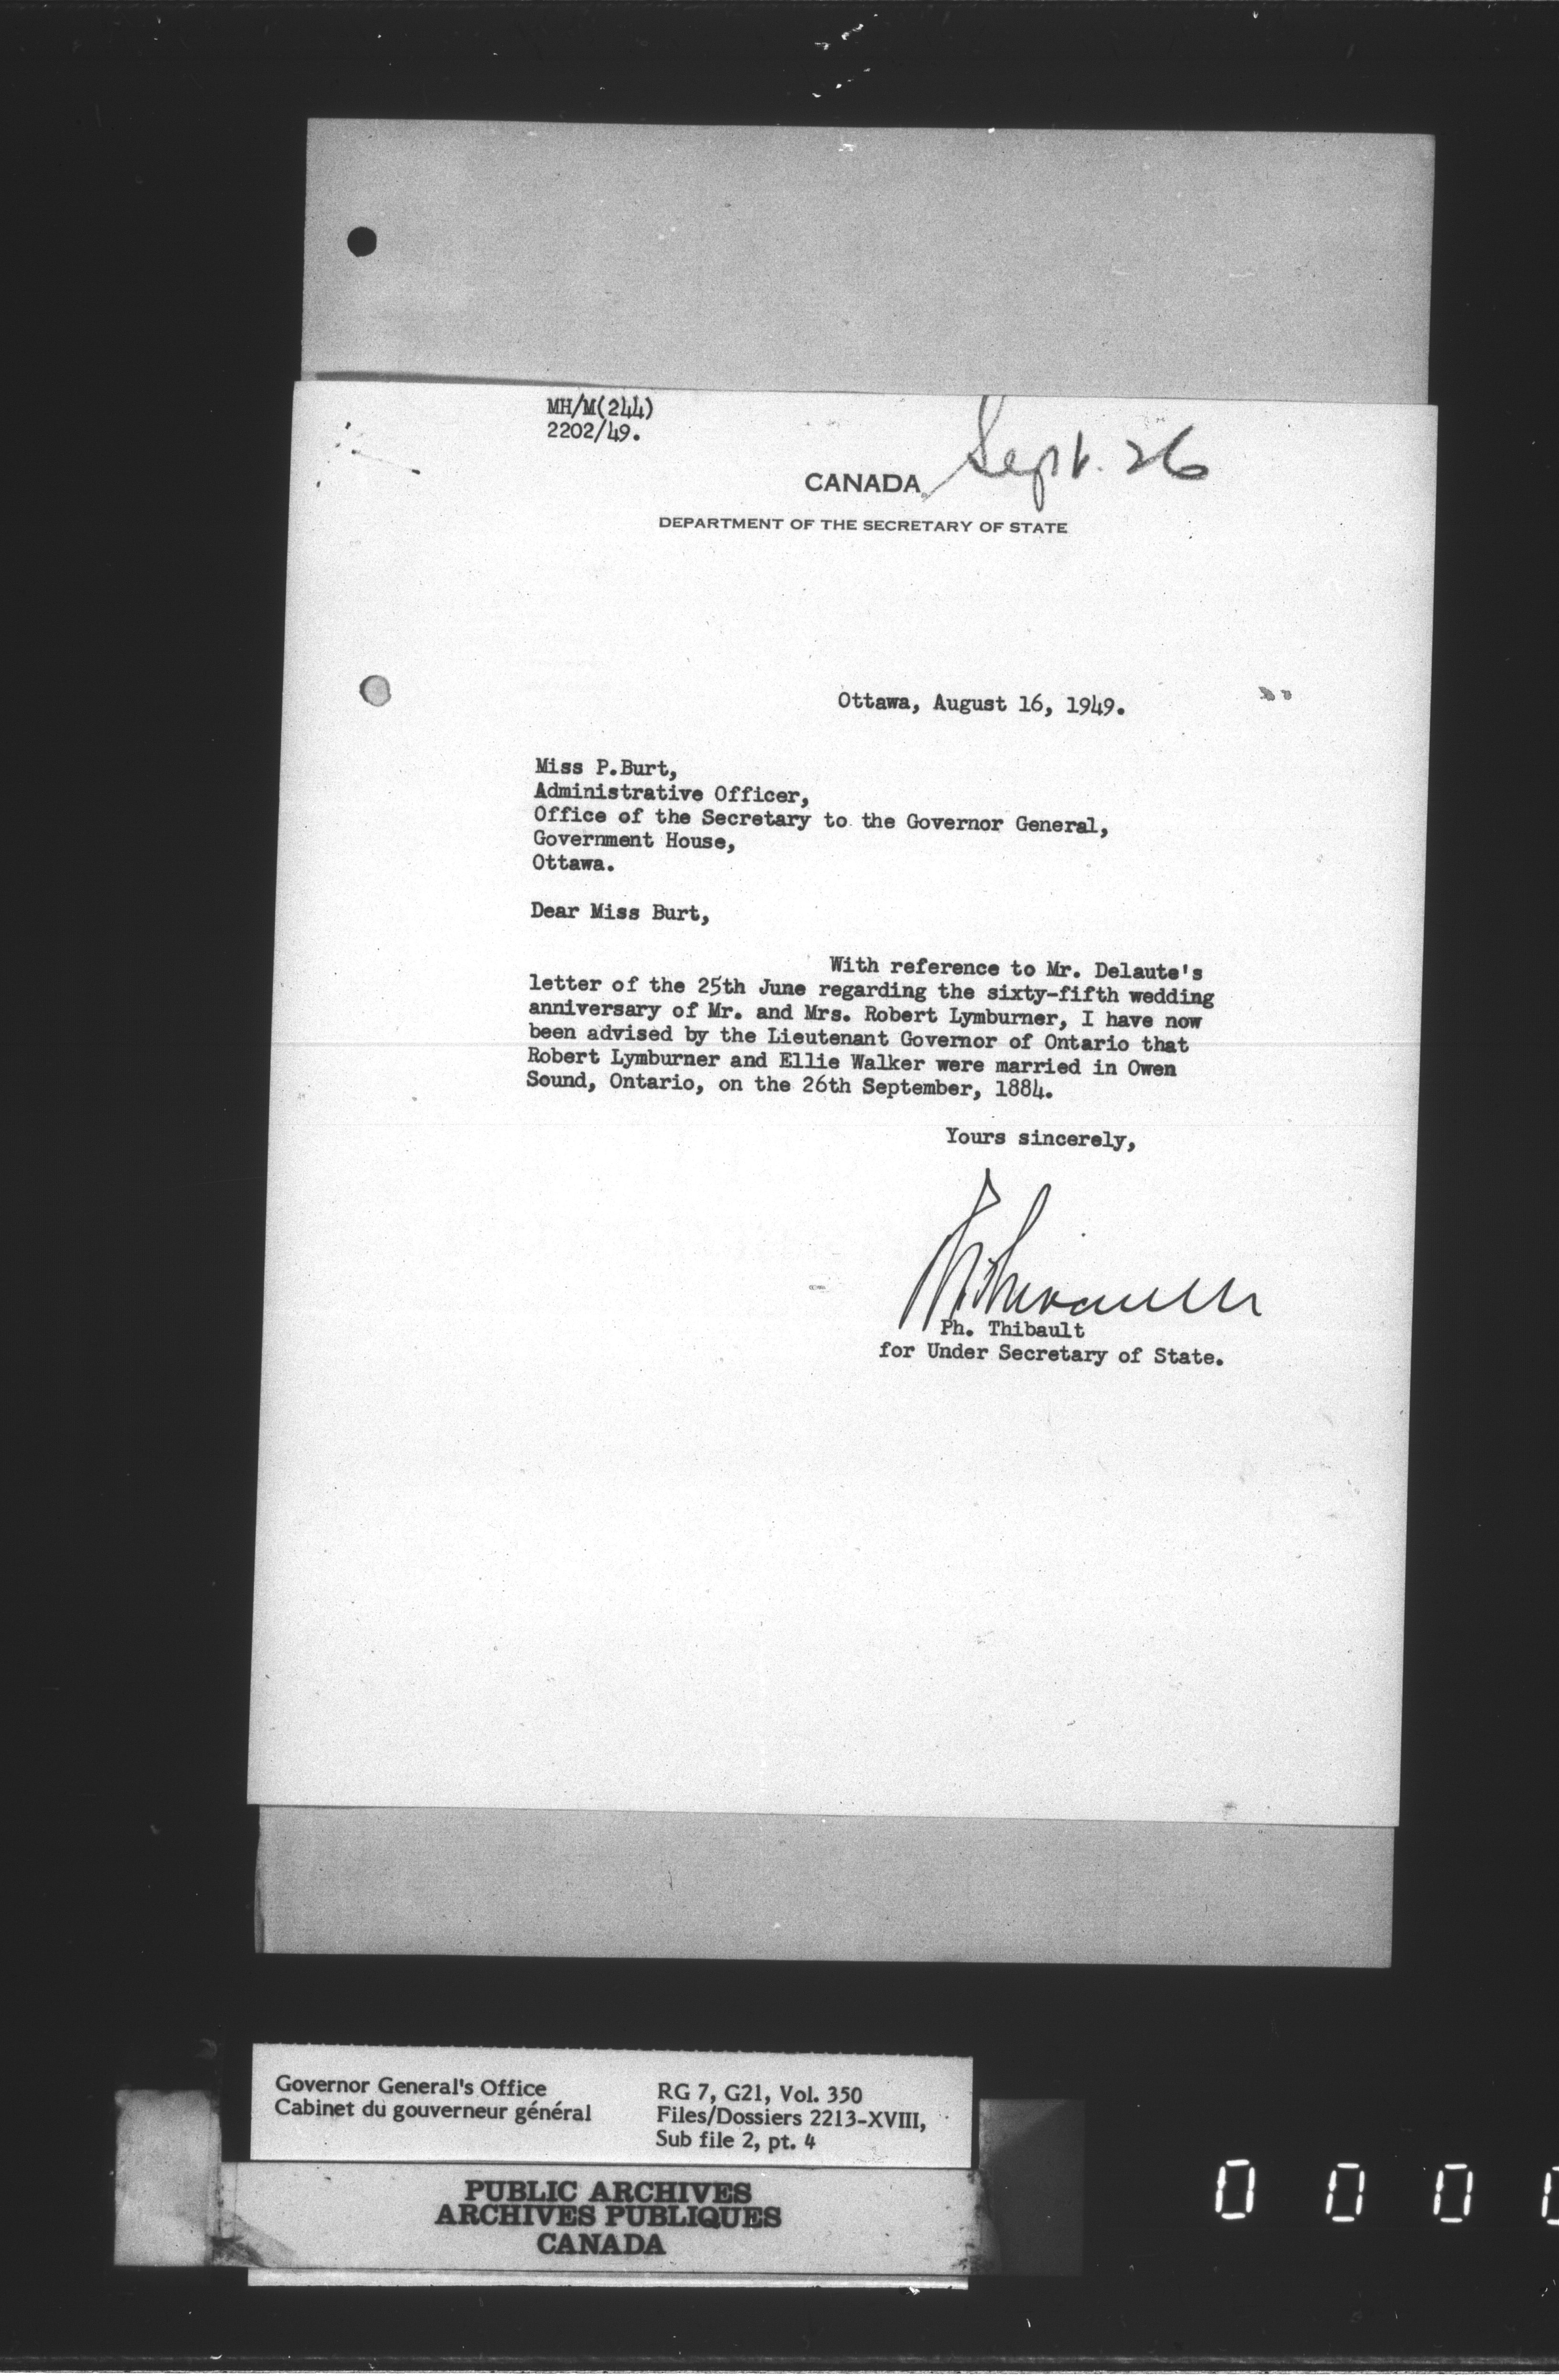 MH/M(244)
2202/49.
Sept. 26
CANADA
DEPARTMENT OF THE SECRETARY OF STATE
Ottawa, August 16, 1949.
Miss P.Burt,
Administrative Officer,
Office of the Secretary to the Governor General,
Government House,
Ottawa.
Dear Miss Burt,
With reference to Mr. Delaute's
letter of the 25th June regarding the sixty-fifth wedding
anniversary of Mr. and Mrs. Robert Lymburner, I have now
been advised by the Lieutenant Governor of Ontario that
Robert Lymburner and Ellie Walker were married in Owen
Sound, Ontario, on the 26th September, 1884.
Yours sincerely,
Ph Thibault
Ph. Thibault
for Under Secretary of State.
Governor General's Office
Cabinet du gouverneur général
RG 7, G21, Vol. 350
Files/Dossiers 2213-XVIII,
Sub file 2, pt. 4
PUBLIC ARCHIVES
ARCHIVES PUBLIQUES
CANADA
0 0 0 0